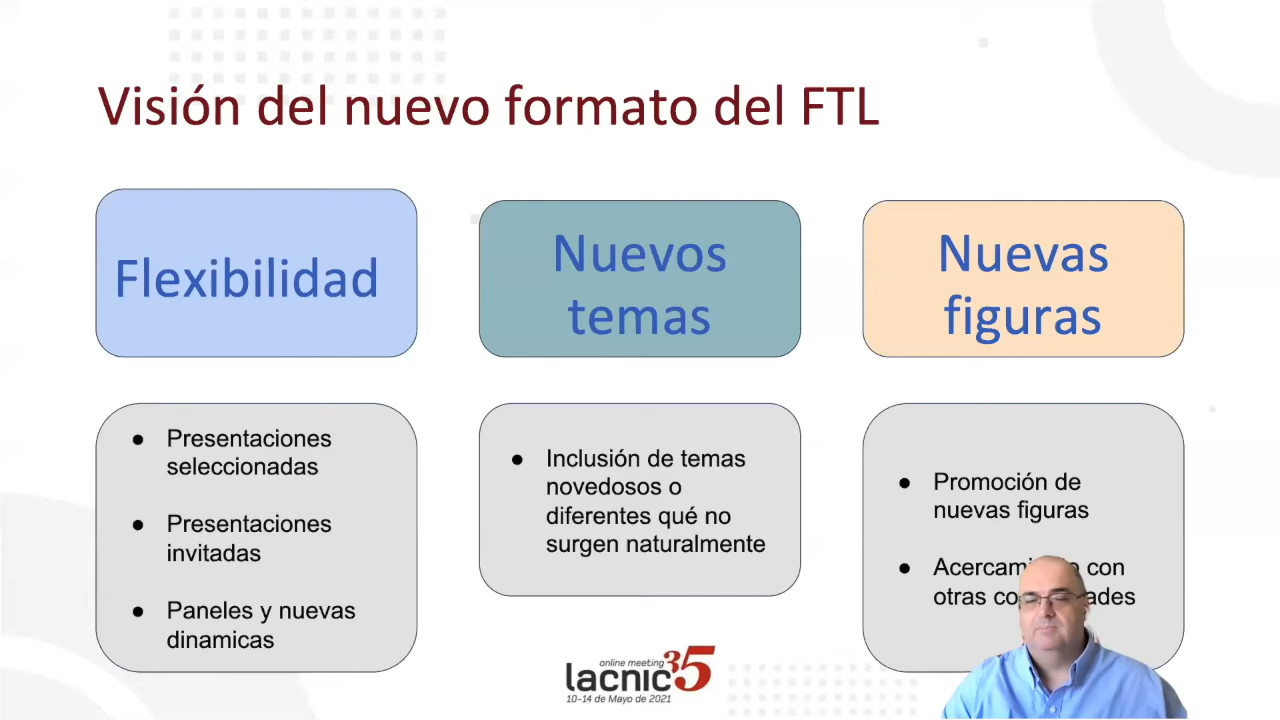 Visión del nuevo formato del FTL
Flexibilidad
Nuevos
temas
Nuevas
figuras
● Presentaciones
seleccionadas
● Presentaciones
invitadas
● Paneles y nuevas
dinamicas
● Inclusión de temas
novedosos o
diferentes qué no
surgen naturalmente
● Promoción de
nuevas figuras
● con
otras
online meeting
lacnic35
10-14 de Mayo de 2021